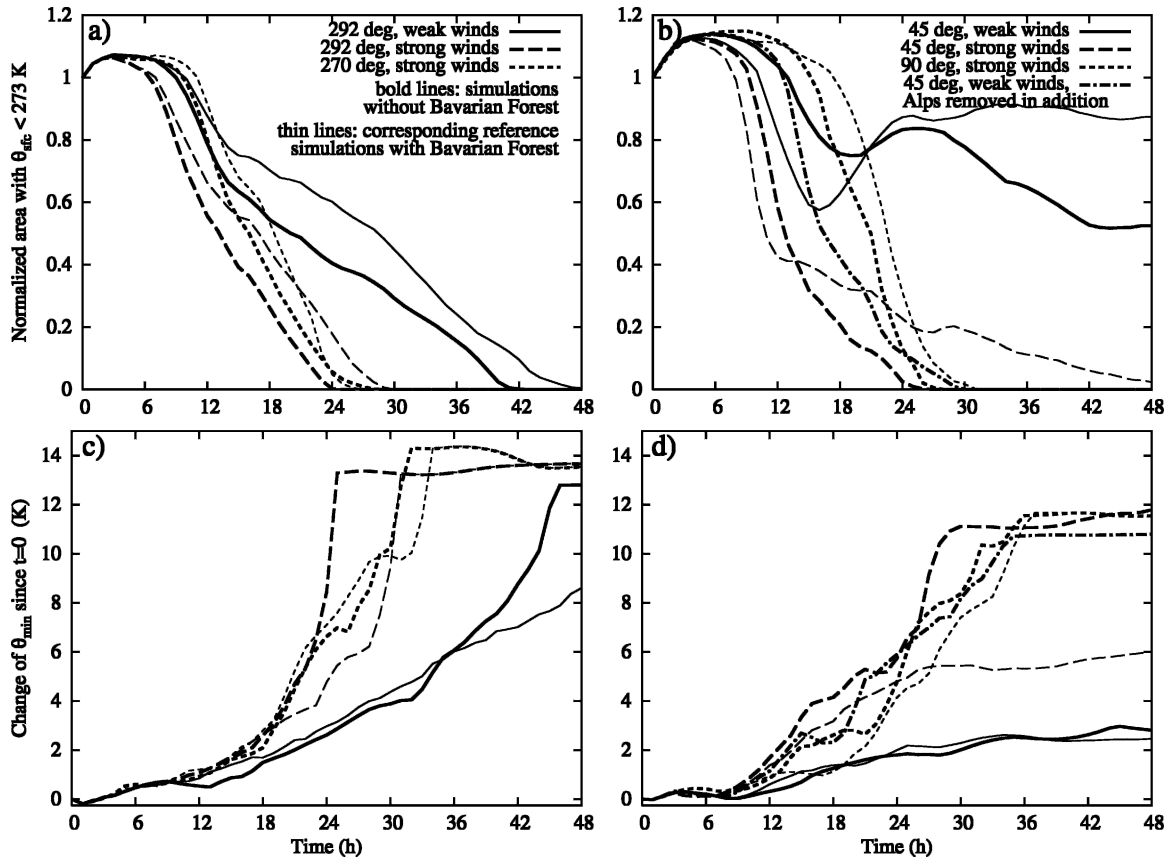 a)
292 deg, weak winds
292 deg, strong winds
270 deg, strong winds
bold lines: simulations
without Bavarian Forest
thin lines: corresponding reference
simulations with Bavarian Forest
Normalized area with θsfc < 273 K
1.2
1
0.8
0.6
0.4
0.2
0
0 6 12 18 24 30 36 42 48
b)
45 deg, weak winds
45 deg, strong winds
90 deg, strong winds
45 deg, weak winds,
Alps removed in addition
1.2
1
0.8
0.6
0.4
0.2
0
0 6 12 18 24 30 36 42 48
c)
Change of θmin since t=0 (K)
14
12
10
8
6
4
2
0
0 6 12 18 24 30 36 42 48
Time (h)
d)
14
12
10
8
6
4
2
0
0 6 12 18 24 30 36 42 48
Time (h)